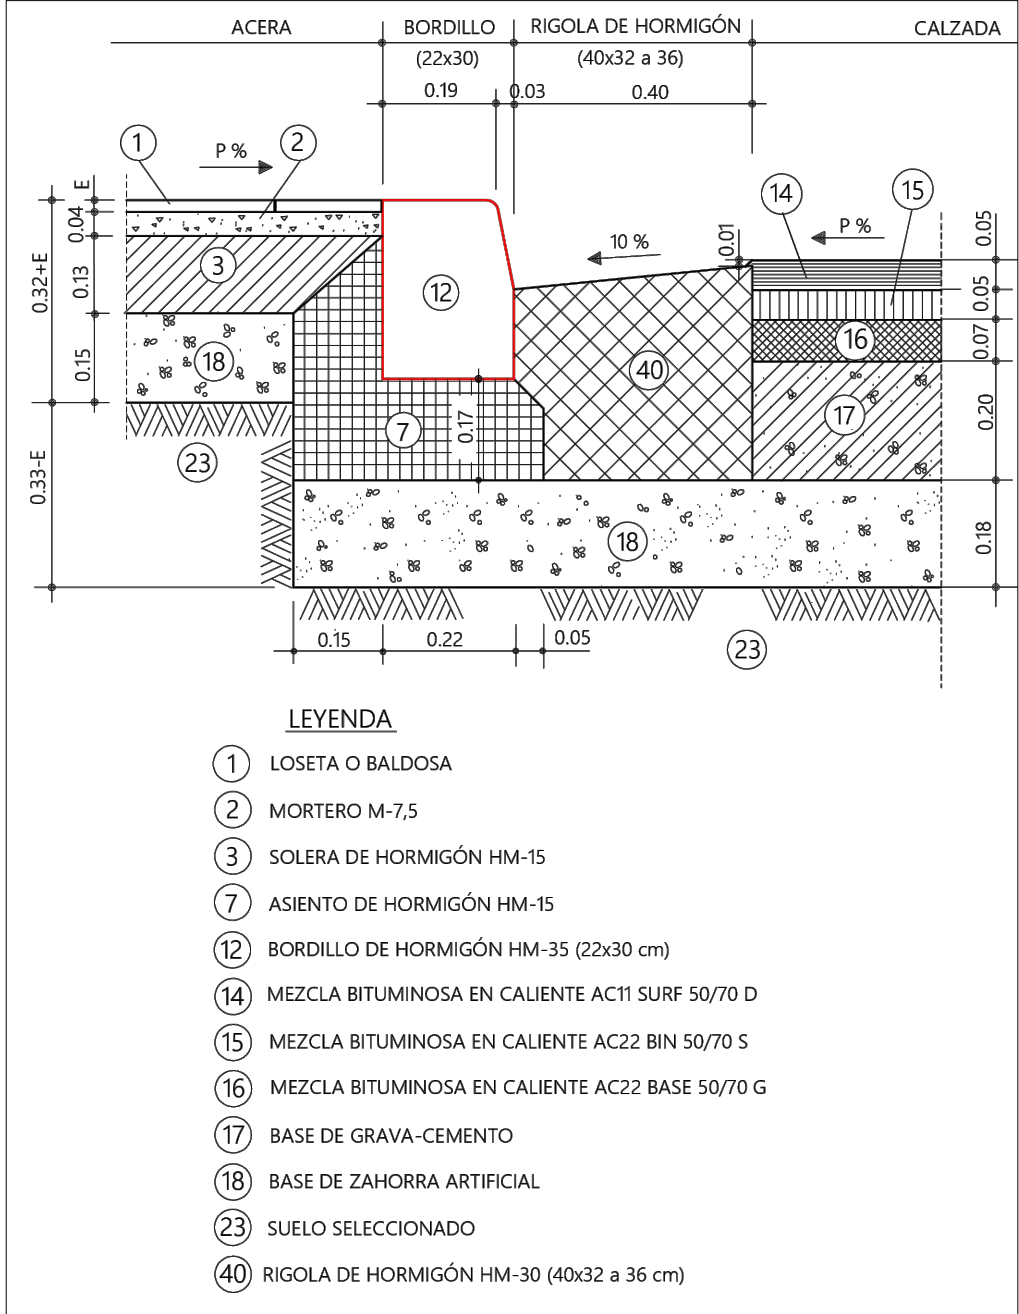 ACERA BORDILLO RIGOLA DE HORMIGÓN CALZADA
(22x30) (40x32 a 36)
0.19 0.03 0.40
1 2
P %
14 15
E
0.04
0.32+E
0.13
0.15
0.33-E
3
18
23
12
7
0.17
10 %
0.01
P %
0.05
0.05
0.07
0.20
0.18
16
40
17
18
0.15 0.22 0.05
23
LEYENDA
1 LOSETA O BALDOSA
2 MORTERO M-7,5
3 SOLERA DE HORMIGÓN HM-15
7 ASIENTO DE HORMIGÓN HM-15
12 BORDILLO DE HORMIGÓN HM-35 (22x30 cm)
14 MEZCLA BITUMINOSA EN CALIENTE AC11 SURF 50/70 D
15 MEZCLA BITUMINOSA EN CALIENTE AC22 BIN 50/70 S
16 MEZCLA BITUMINOSA EN CALIENTE AC22 BASE 50/70 G
17 BASE DE GRAVA-CEMENTO
18 BASE DE ZAHORRA ARTIFICIAL
23 SUELO SELECCIONADO
40 RIGOLA DE HORMIGÓN HM-30 (40x32 a 36 cm)